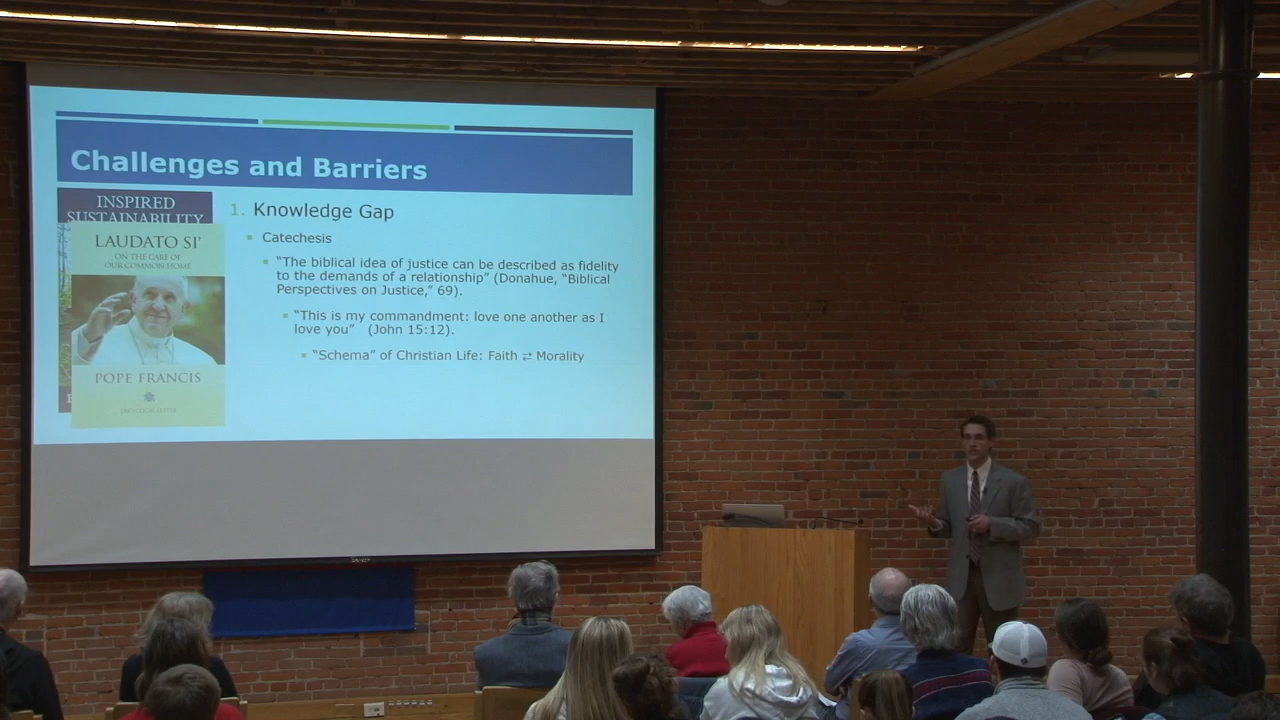 Challenges and Barriers
INSPIRED
SUSTAINABILITY
LAUDATO SI'
ON THE CARE OF
OUR COMMON HOME
POPE FRANCIS
1. Knowledge Gap
Catechesis
“The biblical idea of justice can be described as fidelity
to the demands of a relationship” (Donahue, “Biblical
Perspectives on Justice,” 69).
“This is my commandment: love one another as I
love you” (John 15:12).
“Schema” of Christian Life: Faith ⇄ Morality